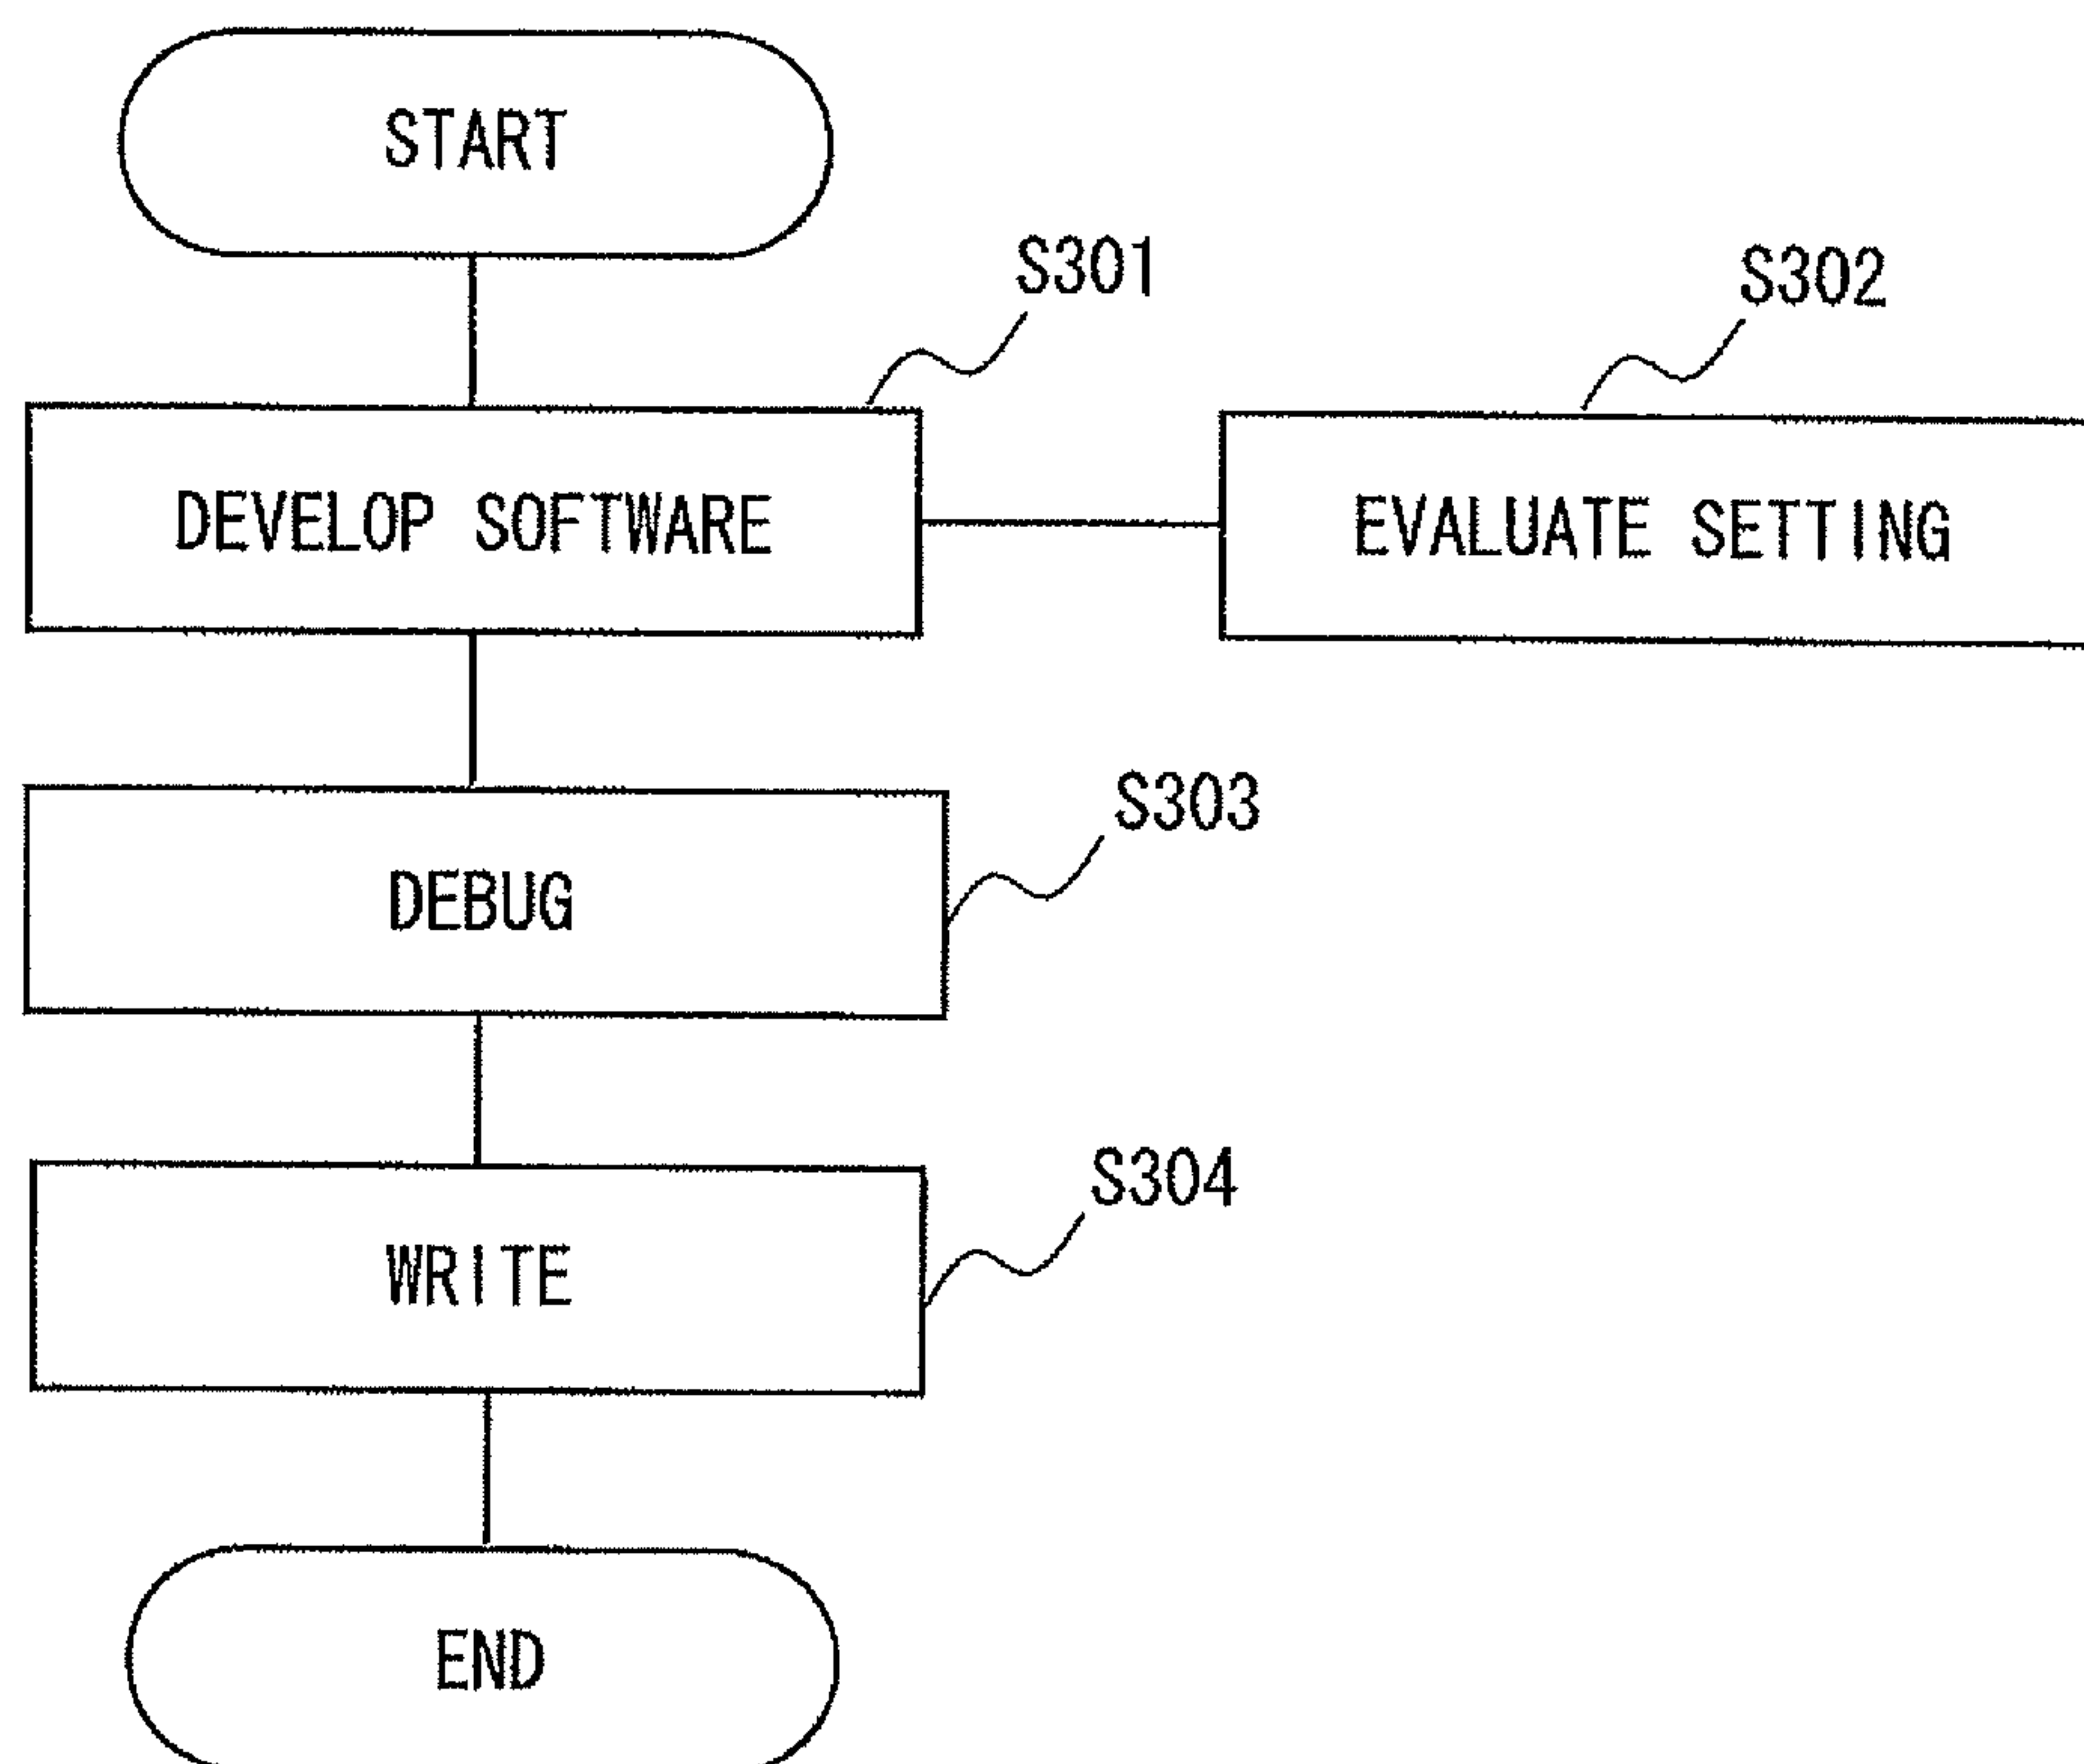 START
S301
S302
DEVELOP SOFTWARE
EVALUATE SETTING
S303
DEBUG
S304
WRITE
END